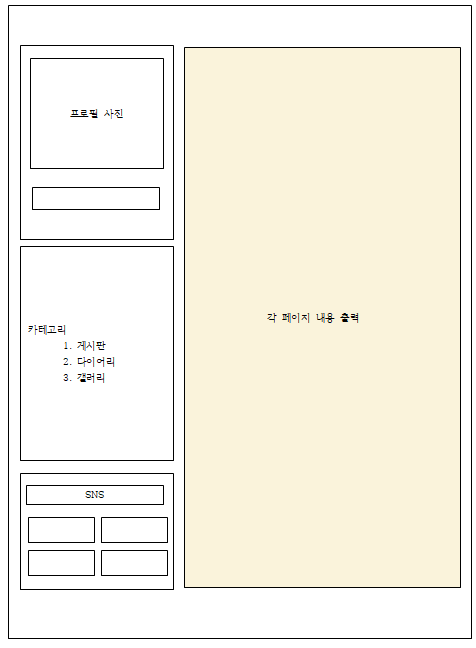 프로필 사진
카테고리
1. 게시판
2. 다이어리
3. 갤러리
SNS
각 페이지 내용 출력